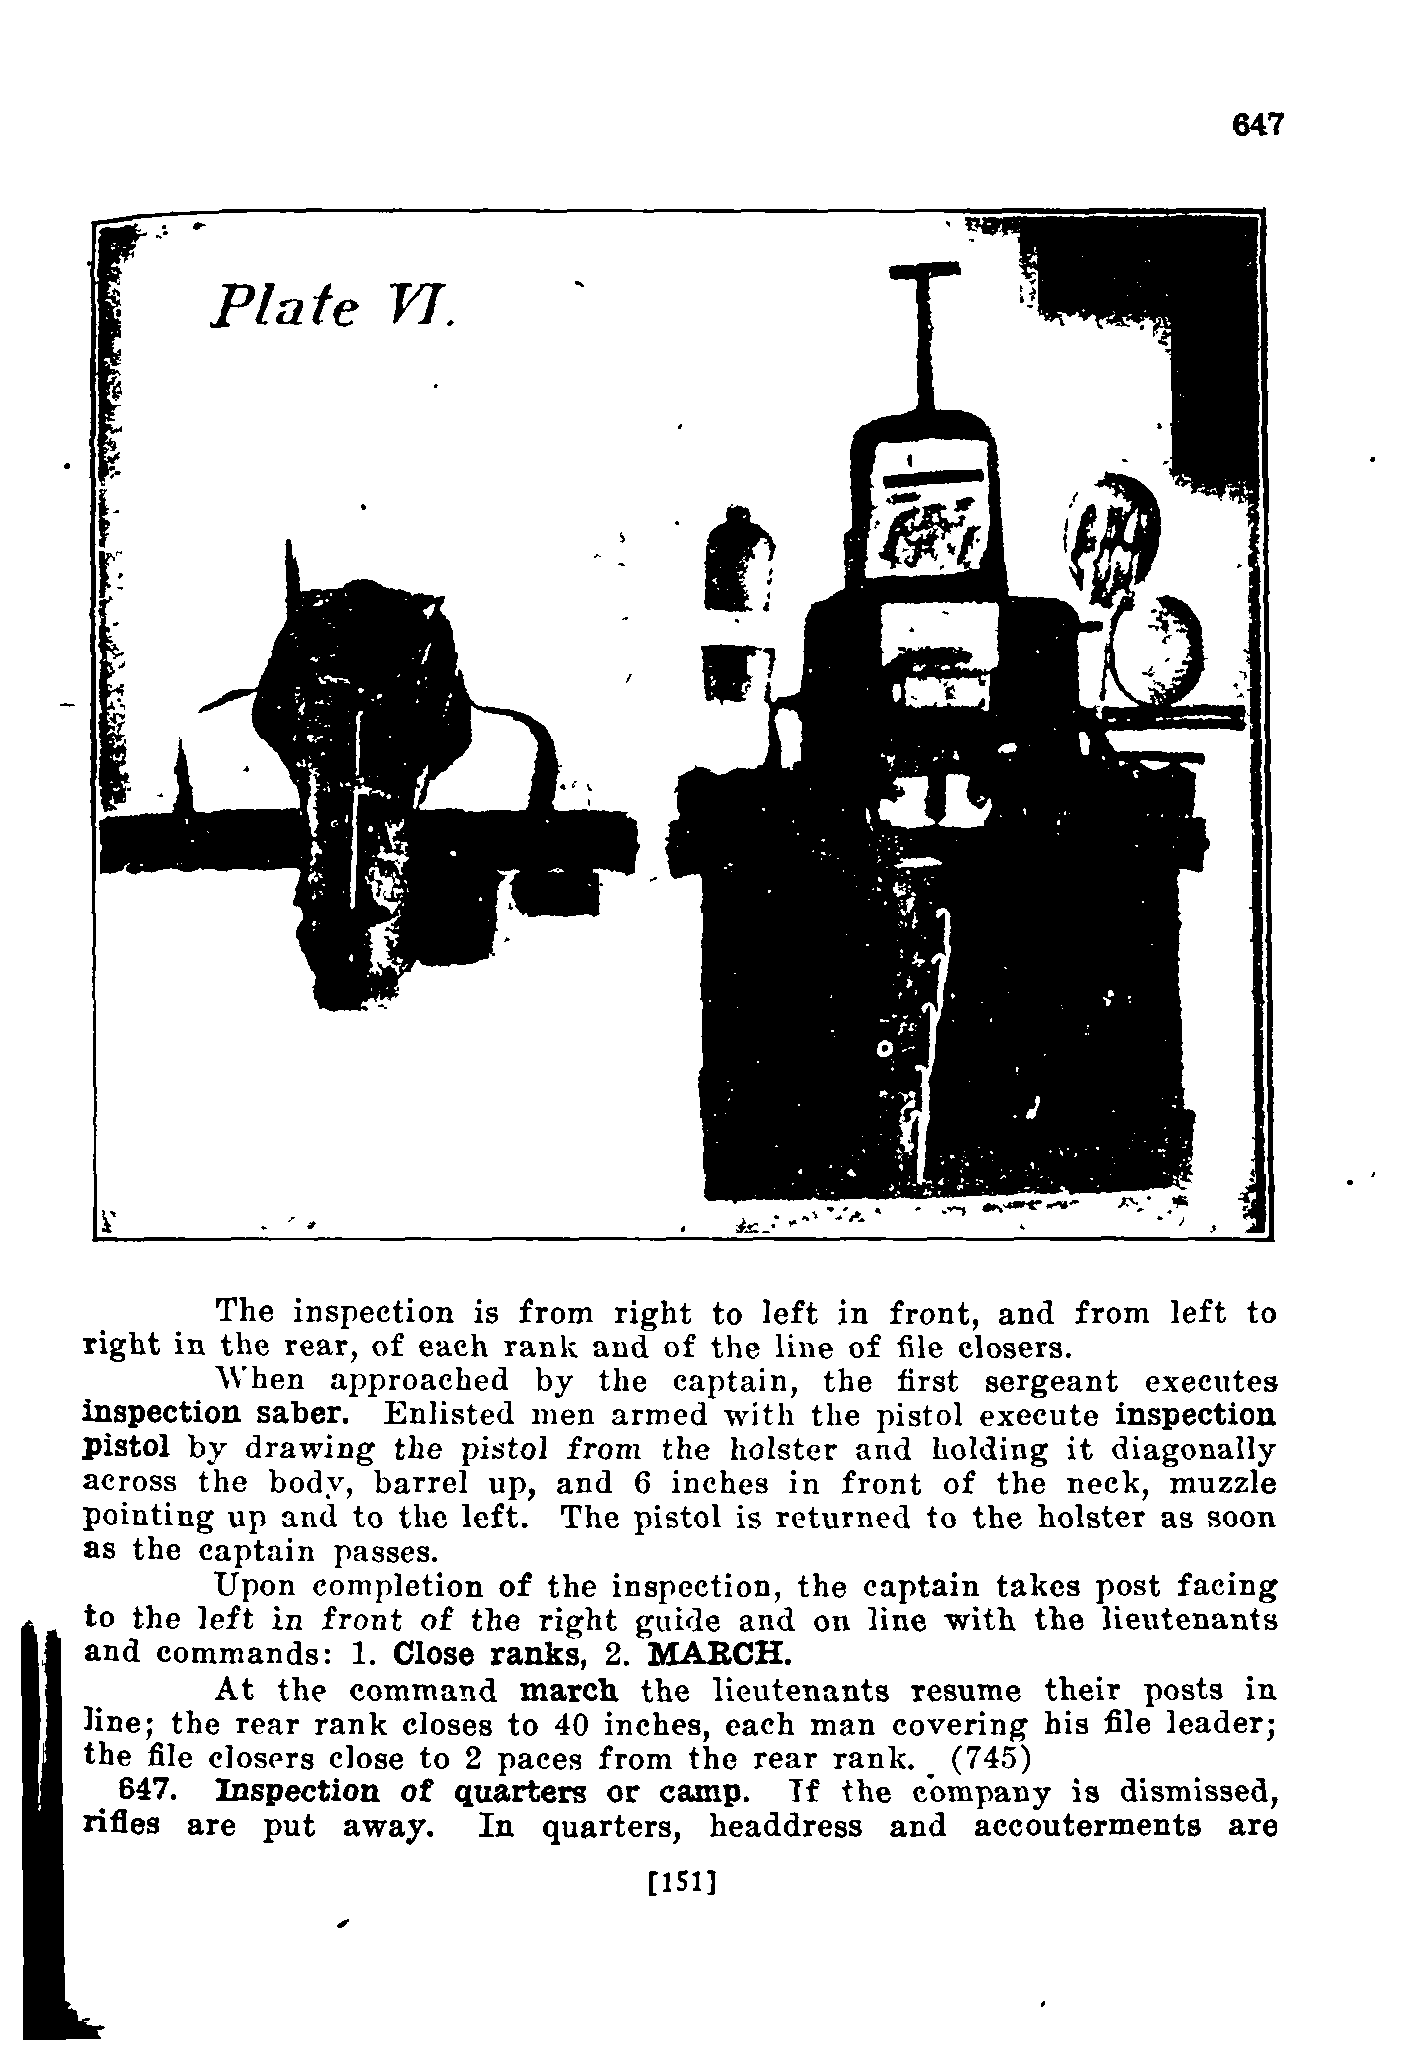 647
Plate VI.
The inspection is from right to left in front, and from left to
right in the rear, of each rank and of the line of file closers.
When approached by the captain, the first sergeant executes
inspection saber. Enlisted men armed with the pistol execute inspection
pistol by drawing the pistol from the holster and holding it diagonally
across the body, barrel up, and 6 inches in front of the neck, muzzle
pointing up and to the left. The pistol is returned to the holster as soon
as the captain passes.
Upon completion of the inspection, the captain takes post facing
to the left in front of the right guide and on line with the lieutenants
and commands: 1. Close ranks, 2. MARCH.
At the command march the lieutenants resume their posts in
line; the rear rank closes to 40 inches, each man covering his file leader;
the file closers close to 2 paces from the rear rank. (745)
647. Inspection of quarters or camp. If the company is dismissed,
rifles are put away. In quarters, headdress and accouterments are
[151]